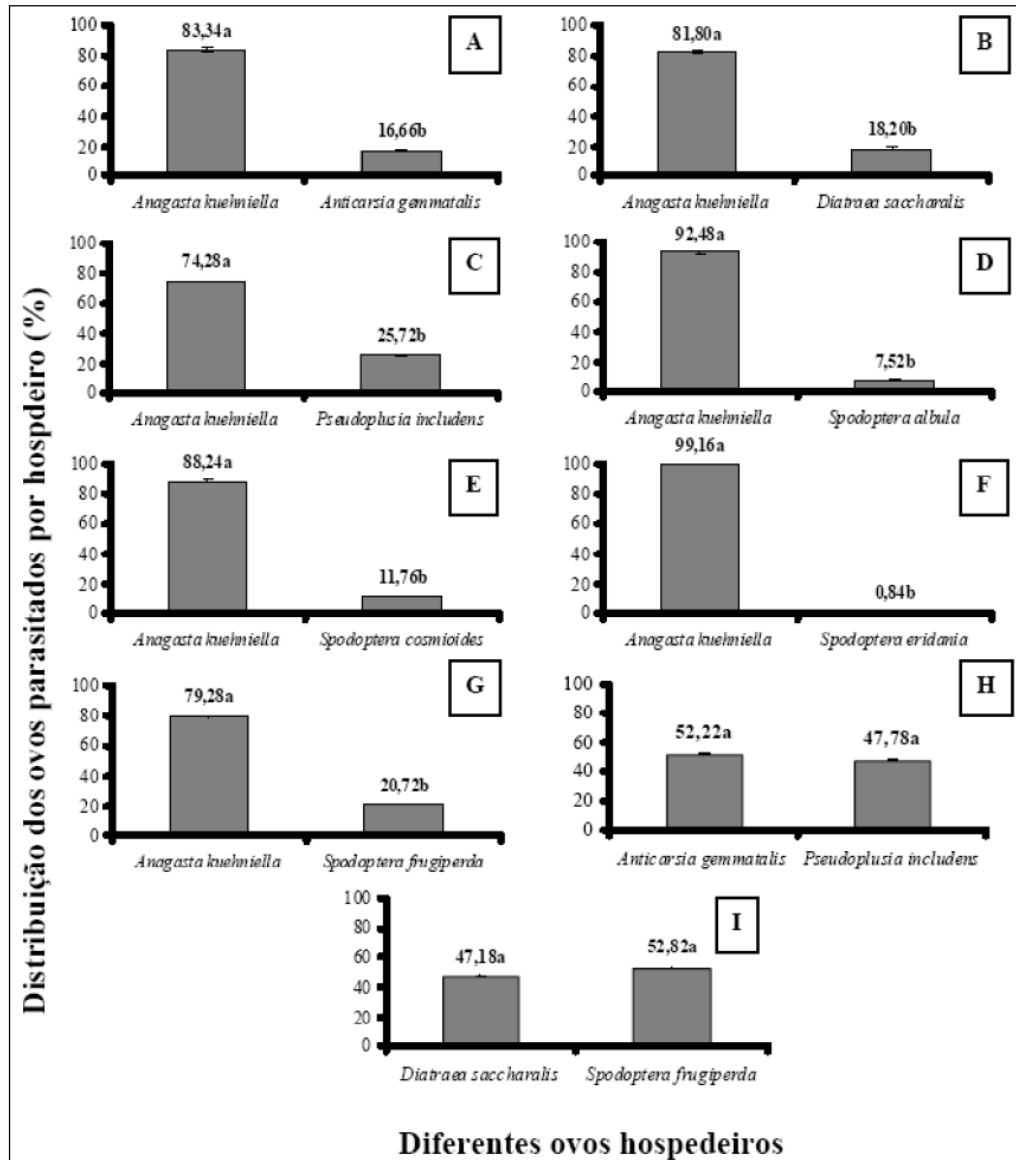 Distribuição dos ovos parasitados por hospedeiro (%)
100
80
60
40
20
0
83,34a
16,66b
A
Anagasta kuehniella
Anticarsia gemmatalis
100
80
60
40
20
0
81,80a
18,20b
B
Anagasta kuehniella
Diatraea saccharalis
100
80
60
40
20
0
74,28a
25,72b
C
Anagasta kuehniella
Pseudoplusia includens
100
80
60
40
20
0
92,48a
7,52b
D
Anagasta kuehniella
Spodoptera albula
100
80
60
40
20
0
88,24a
11,76b
E
Anagasta kuehniella
Spodoptera cosmioides
100
80
60
40
20
0
99,16a
0,84b
F
Anagasta kuehniella
Spodoptera eridania
100
80
60
40
20
0
79,28a
20,72b
G
Anagasta kuehniella
Spodoptera frugiperda
100
80
60
40
20
0
52,22a
47,78a
H
Anticarsia gemmatalis
Pseudoplusia includens
100
80
60
40
20
0
47,18a
52,82a
I
Diatraea saccharalis
Spodoptera frugiperda
Diferentes ovos hospedeiros